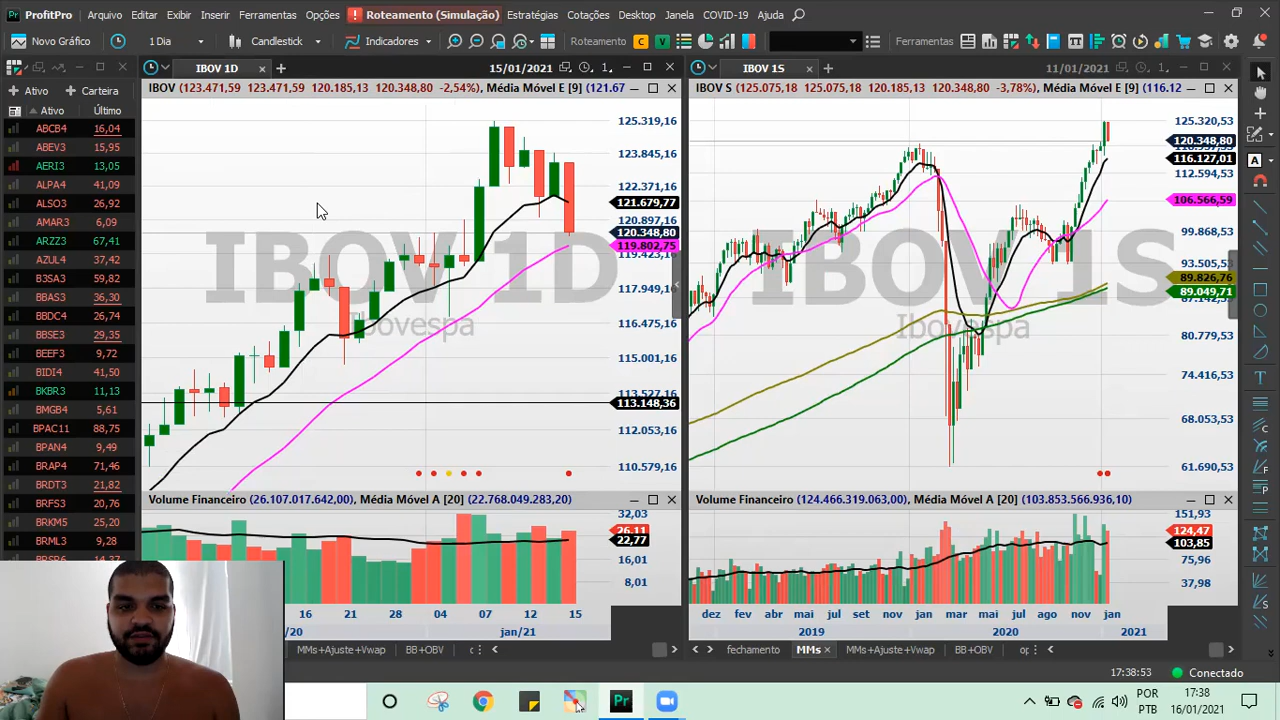 ProfitPro Arquivo Editar Exibir Inserir Ferramentas Opções Roteamento (Simulação) Estratégias Cotações Desktop Janela COVID-19 Ajuda
Novo Gráfico 1 Dia Candlestick Indicadores Roteamento Ferramentas
IBOV 1D 15/01/2021 1 IBOV 1S 11/01/2021 1
Ativo Carteira
Ativo Último
ABCB4 16,04
ABEV3 15,95
AERI3 13,05
ALPA4 41,09
ALSO3 26,92
AMAR3 6,09
ARZZ3 67,41
AZUL4 37,42
B3SA3 59,82
BBAS3 36,30
BBDC4 26,74
BBSE3 29,35
BEEF3 9,72
BIDI4 41,50
BKBR3 11,13
BMGB4 5,61
BPAC11 88,75
BPAN4 9,49
BRAP4 71,46
BRDT3 21,82
BRFS3 20,76
BRKM5 25,20
BRML3 9,28
BRSR6 14,37
IBOV (123.471,59 123.471,59 120.185,13 120.348,80 -2,54%), Média Móvel E [9] (121.67
125.319,16
123.845,16
122.371,16
121.679,77
120.897,16
120.348,80
119.802,75
119.423,16
117.949,16
116.475,16
115.001,16
113.527,16
113.148,36
112.053,16
110.579,16
IBOV 1D
Ibovespa
Volume Financeiro (26.107.017.642,00), Média Móvel A [20] (22.768.049.283,20)
32,03
26,11
22,77
16,01
8,01
16 21 28 04 07 12 15
/20 jan/21
MMs+Ajuste+Vwap BB+OBV
IBOV S (125.075,18 125.075,18 120.185,13 120.348,80 -3,78%), Média Móvel E [9] (116.12
125.320,53
120.348,80
116.127,01
112.594,53
106.566,59
99.868,53
93.505,53
89.826,76
89.049,71
80.779,53
74.416,53
68.053,53
61.690,53
IBOV 1S
Ibovespa
Volume Financeiro (124.466.319.063,00), Média Móvel A [20] (103.853.566.936,10)
151,93
124,47
103,85
75,96
37,98
dez fev abr mai jul set nov jan mar mai jul ago nov jan
2019 2020 2021
fechamento MMs MMs+Ajuste+Vwap BB+OBV
17:38:53 Conectado
POR
PTB
17:38
16/01/2021